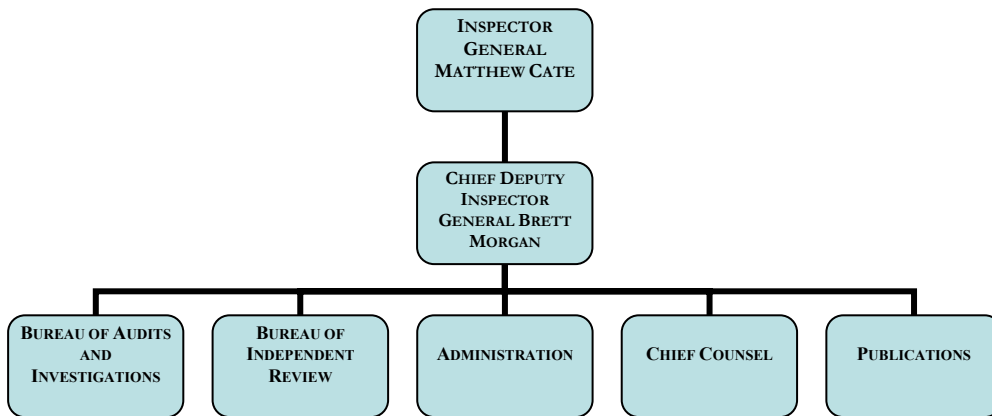 INSPECTOR
GENERAL
MATTHEW CATE
CHIEF DEPUTY
INSPECTOR
GENERAL BRETT
MORGAN
BUREAU OF AUDITS
AND
INVESTIGATIONS
BUREAU OF
INDEPENDENT
REVIEW
ADMINISTRATION
CHIEF COUNSEL
PUBLICATIONS